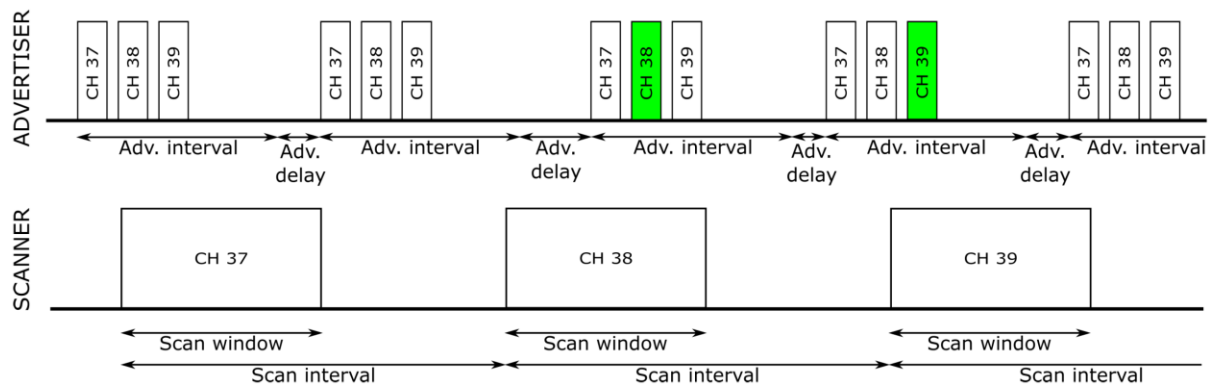 ADVERTISER
CH 37 CH 38 CH 39 CH 37 CH 38 CH 39 CH 37 CH 38 CH 39 CH 37 CH 38 CH 39 CH 37 CH 38 CH 39
Adv. interval Adv. delay Adv. interval Adv. delay Adv. interval Adv. delay Adv. interval Adv. delay Adv. interval
SCANNER
CH 37 CH 38 CH 39
Scan window Scan window Scan window
Scan interval Scan interval Scan interval